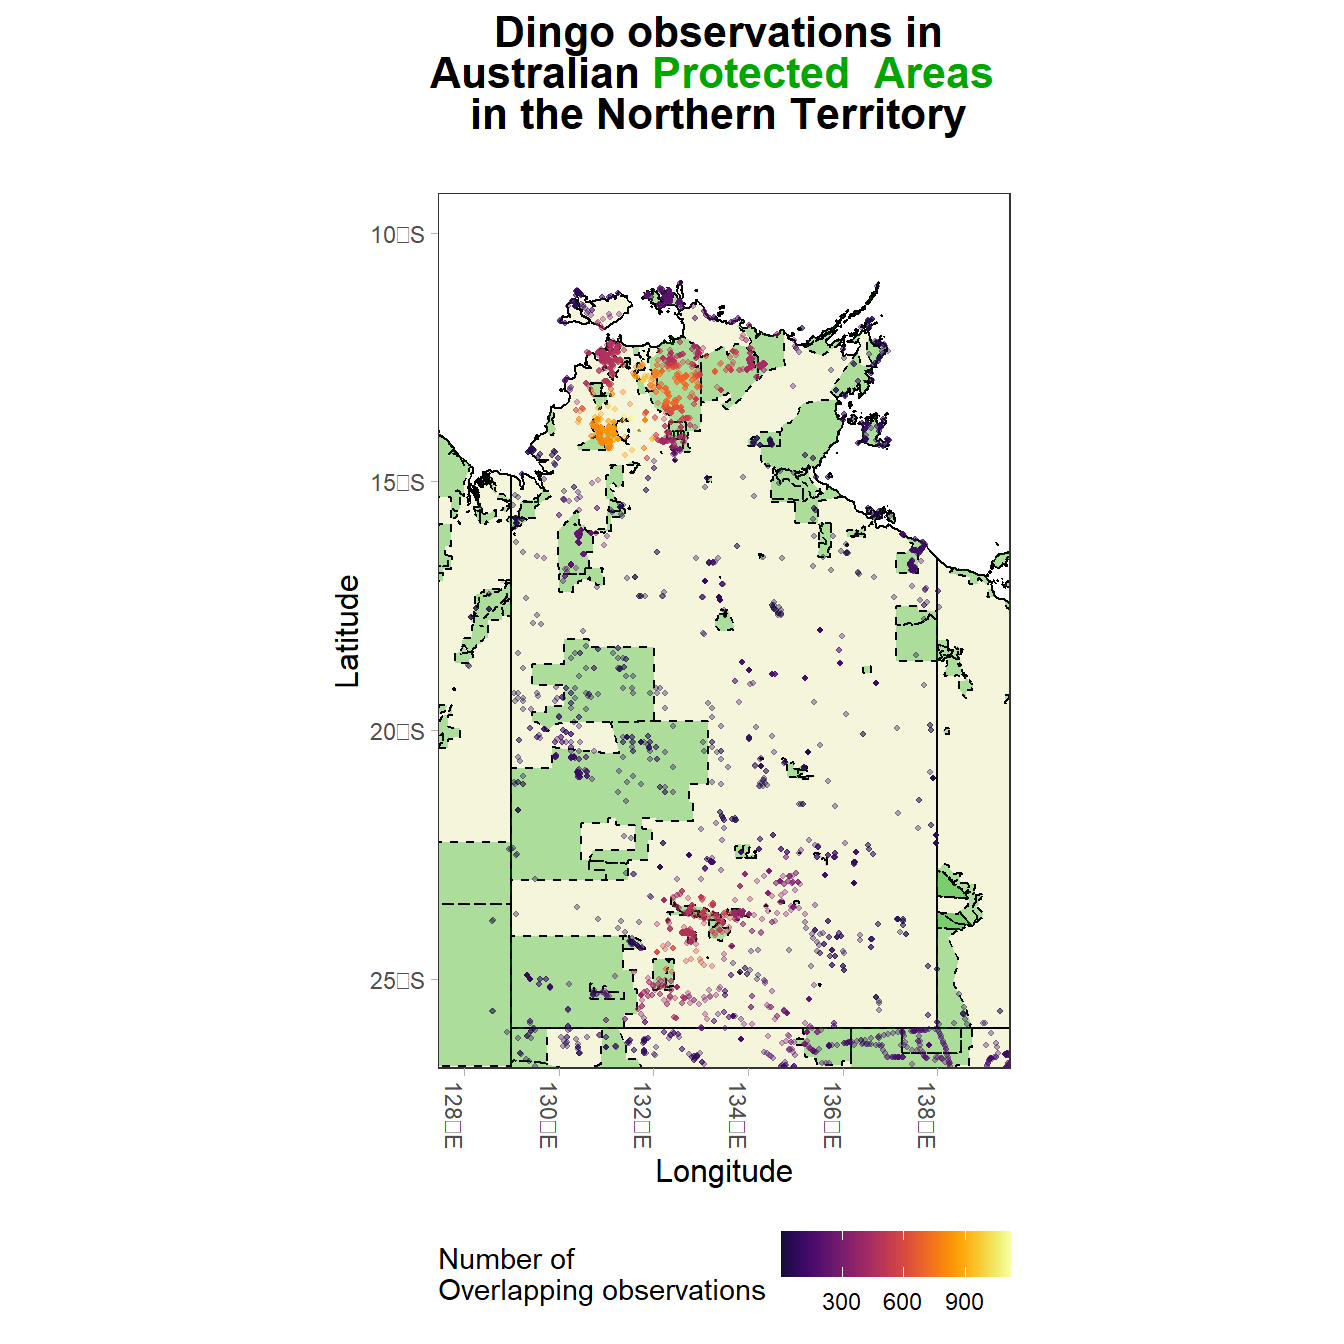 Dingo observations in
Australian Protected  Areas
in the Northern Territory
10□S
15□S
20□S
25□S
Latitude
128□E
130□E
132□E
134□E
136□E
138□E
Longitude
Number of
Overlapping observations
300 600 900